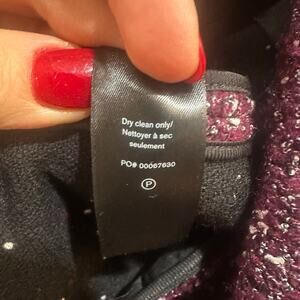 Dry clean only/
Nettoyer à sec
seulement
PO# 00067630
P